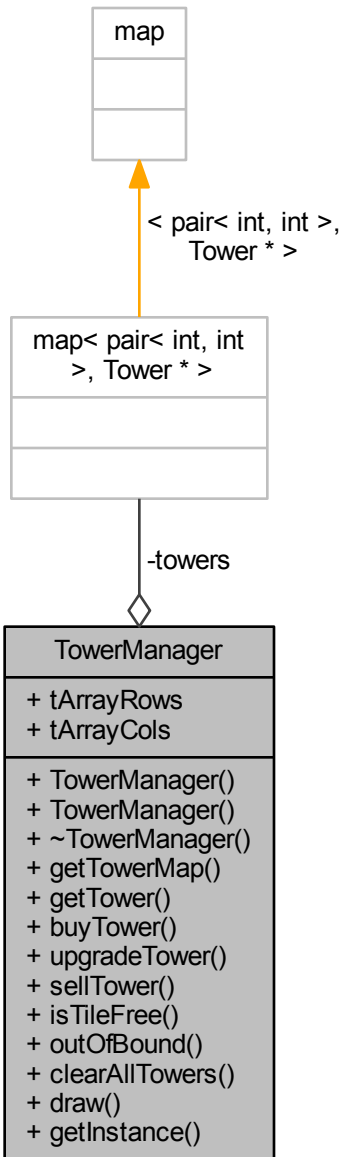 map
< pair< int, int >,
Tower * >
map< pair< int, int
>, Tower * >
-towers
TowerManager
+ tArrayRows
+ tArrayCols
+ TowerManager()
+ TowerManager()
+ ~TowerManager()
+ getTowerMap()
+ getTower()
+ buyTower()
+ upgradeTower()
+ sellTower()
+ isTileFree()
+ outOfBound()
+ clearAllTowers()
+ draw()
+ getInstance()